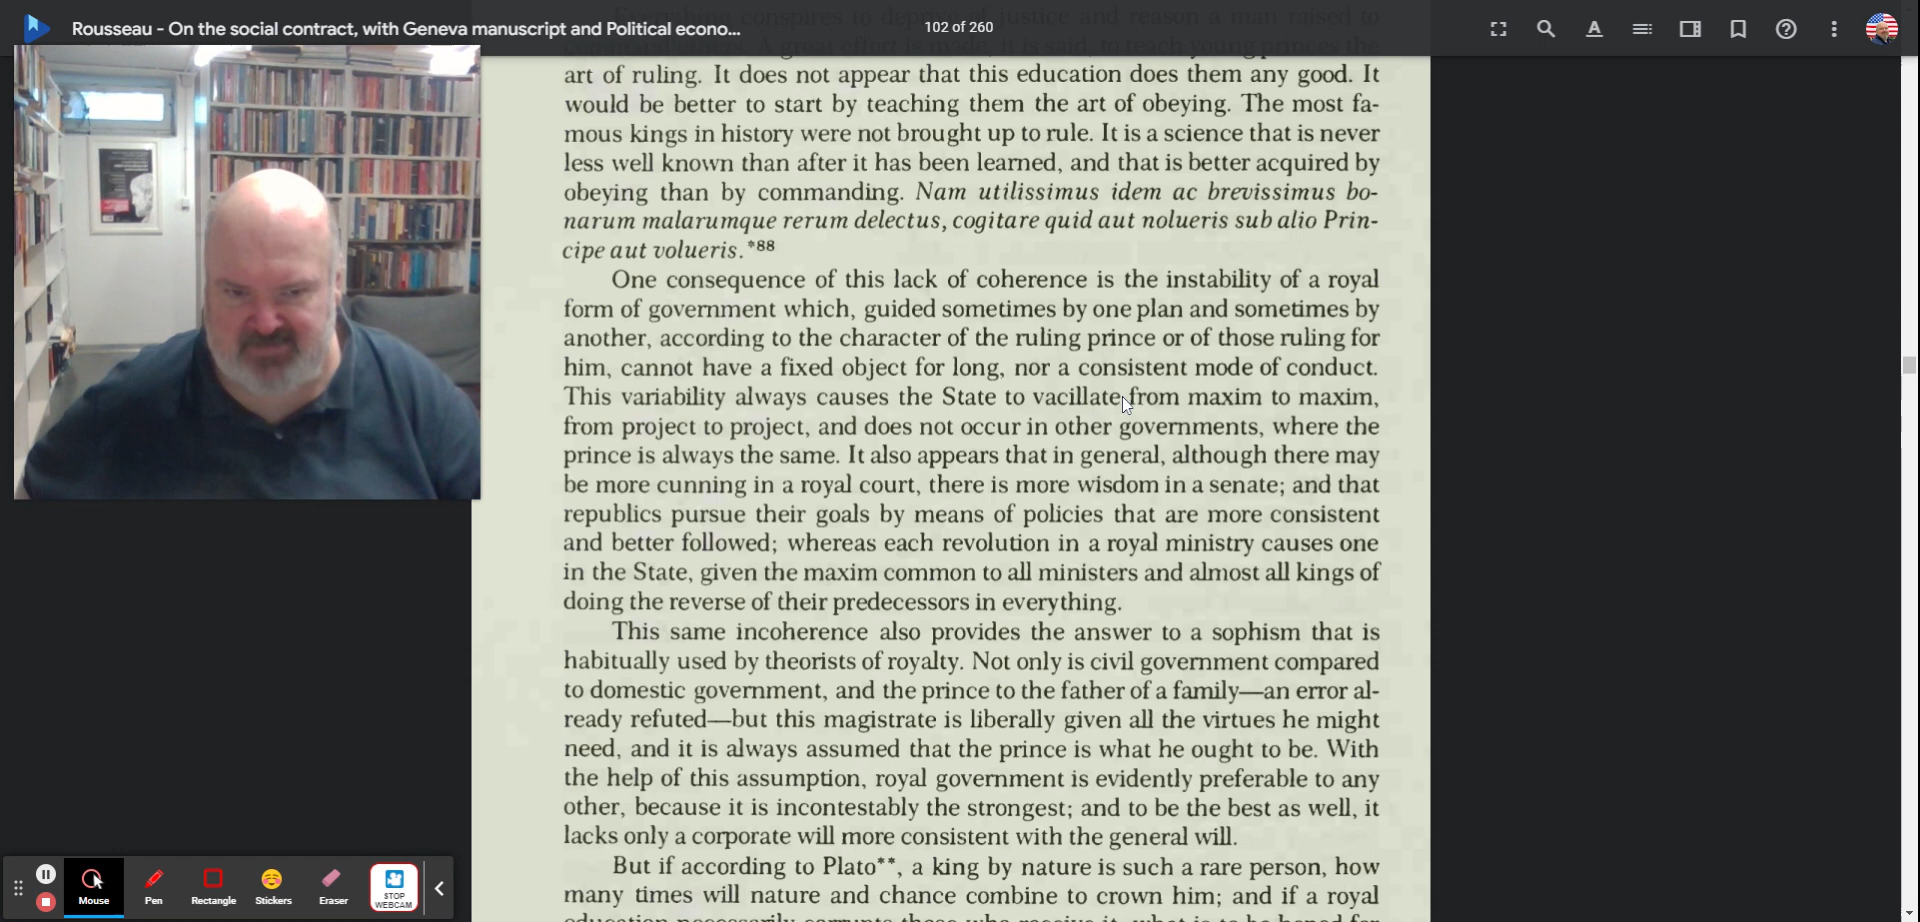 Rousseau - On the social contract, with Geneva manuscript and Political econo...
102 of 260
art of ruling. It does not appear that this education does them any good. It
would be better to start by teaching them the art of obeying. The most fa-
mous kings in history were not brought up to rule. It is a science that is never
less well known than after it has been learned, and that is better acquired by
obeying than by commanding. Nam utilissimus idem ac brevissimus bo-
narum malarumque rerum delectus, cogitare quid aut nolueris sub alio Prin-
cipe aut volueris.*88
One consequence of this lack of coherence is the instability of a royal
form of government which, guided sometimes by one plan and sometimes by
another, according to the character of the ruling prince or of those ruling for
him, cannot have a fixed object for long, nor a consistent mode of conduct.
This variability always causes the State to vacillate from maxim to maxim,
from project to project, and does not occur in other governments, where the
prince is always the same. It also appears that in general, although there may
be more cunning in a royal court, there is more wisdom in a senate; and that
republics pursue their goals by means of policies that are more consistent
and better followed; whereas each revolution in a royal ministry causes one
in the State, given the maxim common to all ministers and almost all kings of
doing the reverse of their predecessors in everything.
This same incoherence also provides the answer to a sophism that is
habitually used by theorists of royalty. Not only is civil government compared
to domestic government, and the prince to the father of a family—an error al-
ready refuted—but this magistrate is liberally given all the virtues he might
need, and it is always assumed that the prince is what he ought to be. With
the help of this assumption, royal government is evidently preferable to any
other, because it is incontestably the strongest; and to be the best as well, it
lacks only a corporate will more consistent with the general will.
But if according to Plato**, a king by nature is such a rare person, how
many times will nature and chance combine to crown him; and if a royal
Mouse
Pen
Rectangle
Stickers
Eraser
STOP
WEBCAM